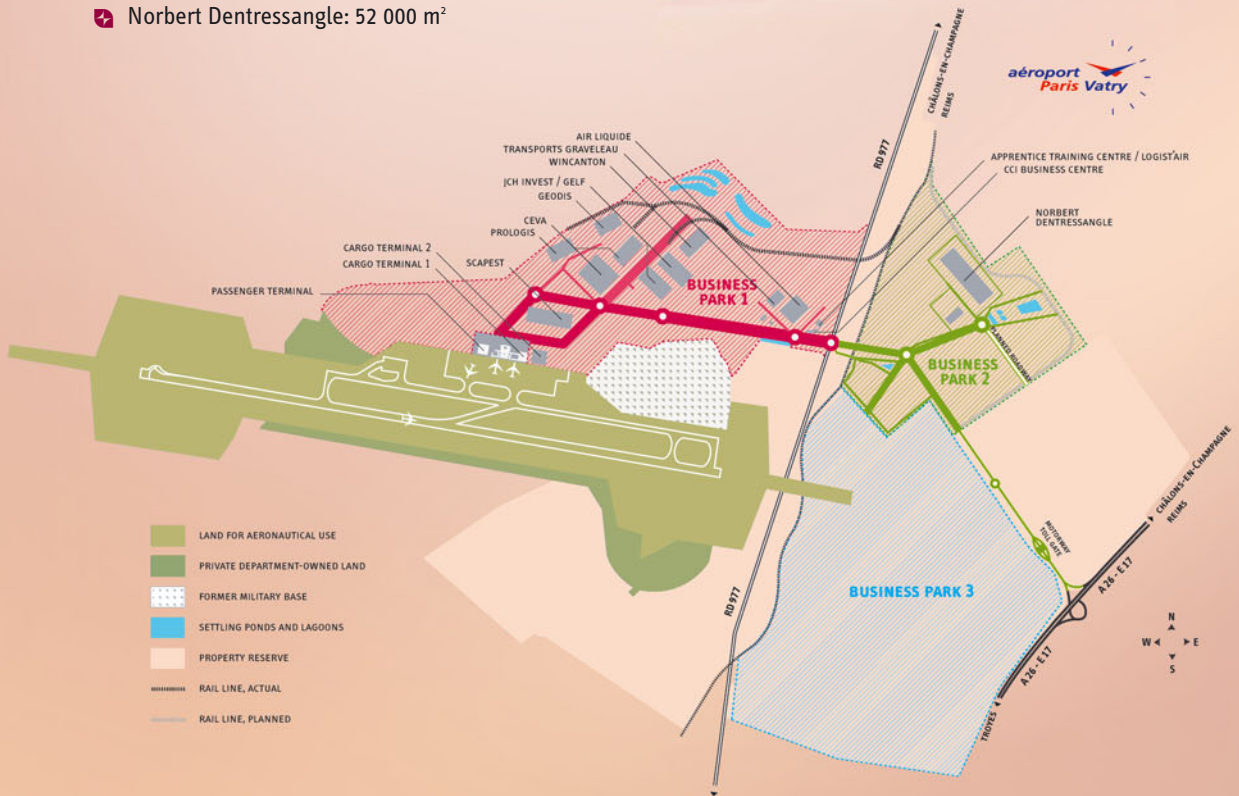 Norbert Dentressangle: 52 000 m²
CHÂLONS-EN-CHAMPAGNE
REIMS
aéroport
Paris Vatry
RD 977
AIR LIQUIDE
TRANSPORTS GRAVELEAU
WINCANTON
JCH INVEST / GELF
GEODIS
CEVA
PROLOGIS
CARGO TERMINAL 2
CARGO TERMINAL 1
SCAPEST
PASSENGER TERMINAL
APPRENTICE TRAINING CENTRE / LOGIST'AIR
CCI BUSINESS CENTRE
NORBERT
DENTRESSANGLE
BUSINESS
PARK 1
BUSINESS
PARK 2
PLANNED ROADWAY
CHÂLONS-EN-CHAMPAGNE
REIMS
MOTORWAY
TOLL GATE
A 26 - E 17
BUSINESS PARK 3
RD 977
A 26 - E 17
TROYES
N
W E
S
LAND FOR AERONAUTICAL USE
PRIVATE DEPARTMENT-OWNED LAND
FORMER MILITARY BASE
SETTLING PONDS AND LAGOONS
PROPERTY RESERVE
RAIL LINE, ACTUAL
RAIL LINE, PLANNED